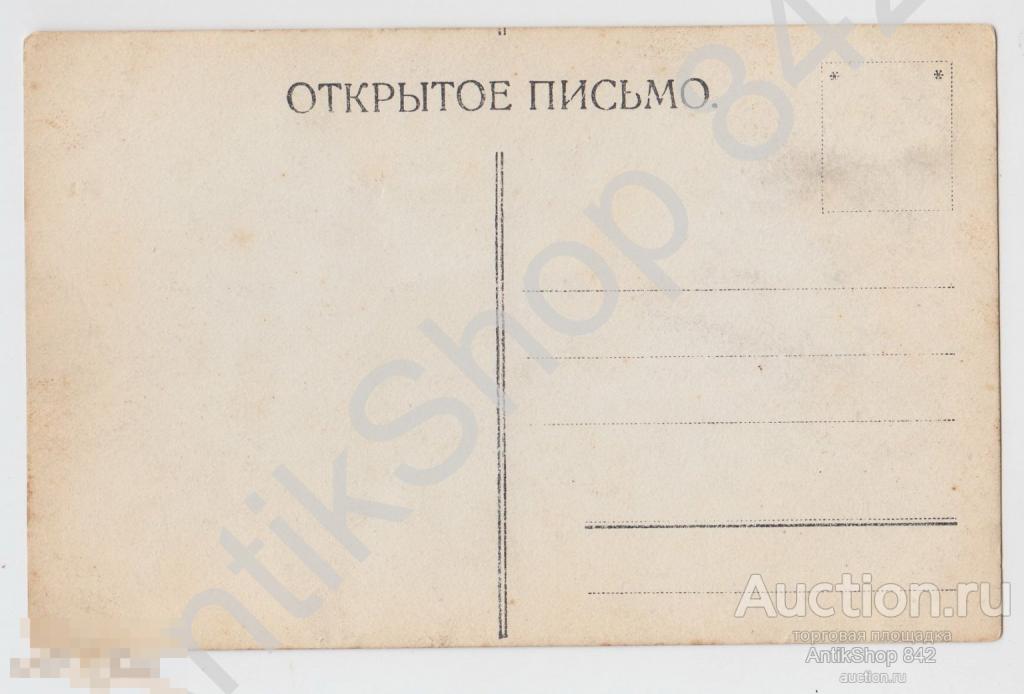 ОТКРЫТОЕ ПИСЬМО.
* *
AntikShop 842
Auction.ru
торговая площадка
AntikShop 842
auction.ru